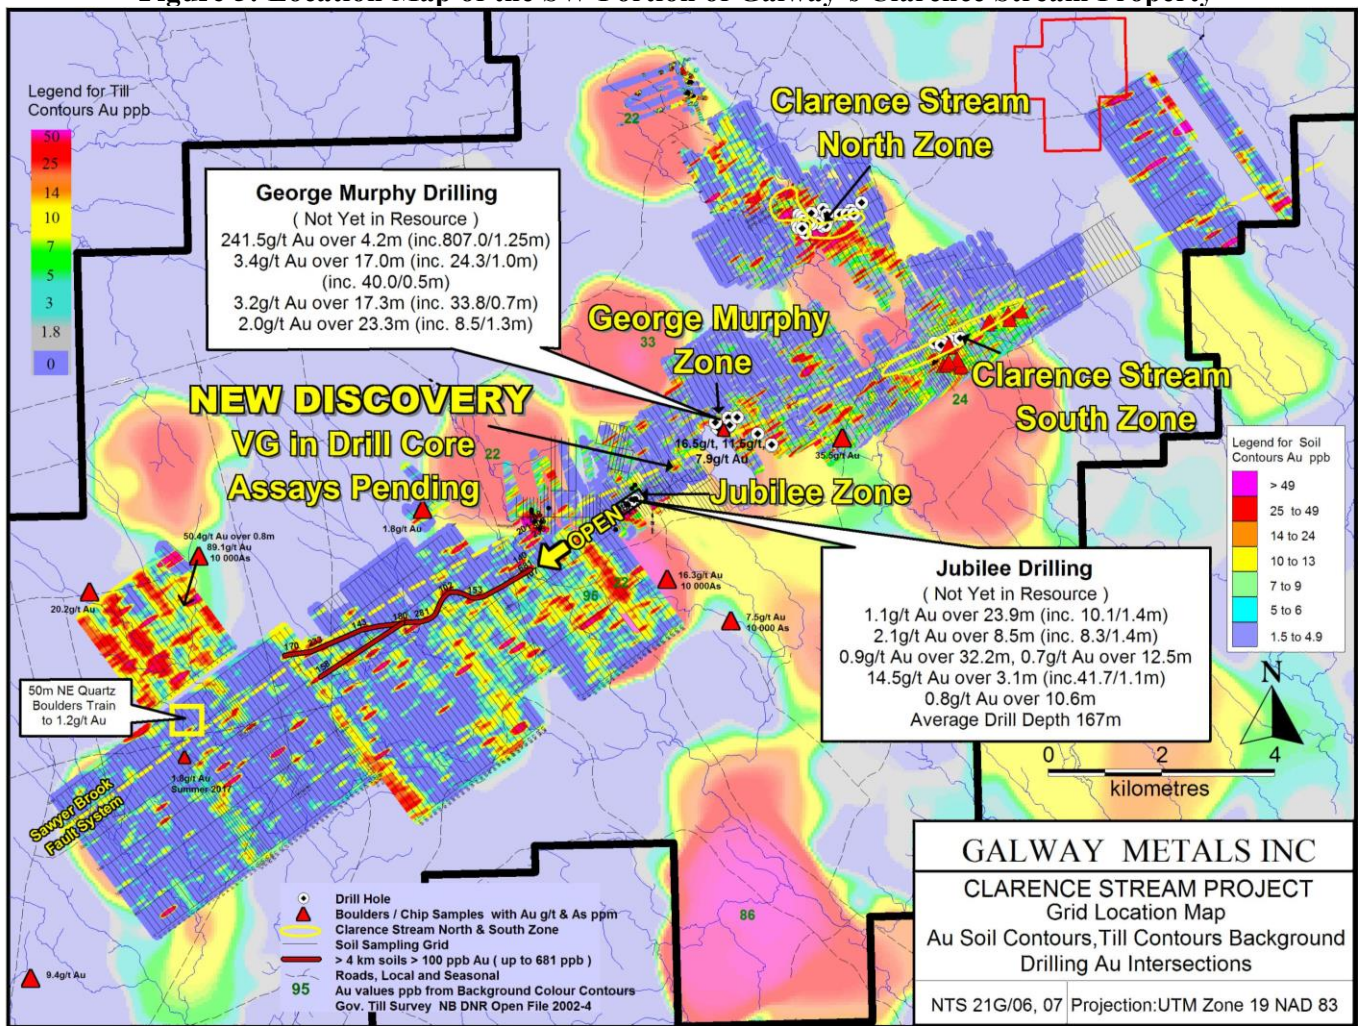 Figure 5: Location Map of the SW Portion of Galway's Clarence Stream Property
Legend for Till
Contours Au ppb
50
25
14
10
7
5
3
1.8
0
22
Clarence Stream
North Zone
George Murphy Drilling
( Not Yet in Resource )
241.5g/t Au over 4.2m (inc.807.0/1.25m)
3.4g/t Au over 17.0m (inc. 24.3/1.0m)
(inc. 40.0/0.5m)
3.2g/t Au over 17.3m (inc. 33.8/0.7m)
2.0g/t Au over 23.3m (inc. 8.5/1.3m)
George Murphy
Zone
33
Clarence Stream
South Zone
24
NEW DISCOVERY
VG in Drill Core
Assays Pending
22
16.5g/t, 11.5g/t,
7.9g/t Au
35.5g/t Au
Jubilee Zone
Legend for Soil
Contours Au ppb
> 49
25 to 49
14 to 24
10 to 13
7 to 9
5 to 6
1.5 to 4.9
1.8g/t Au
OPEN
50.4g/t Au over 0.8m
89.1g/t Au
10 000As
20.2g/t Au
16.3g/t Au
10 000As
7.5g/t Au
10 000 As
96
22
153
281
180
143
170
Jubilee Drilling
( Not Yet in Resource )
1.1g/t Au over 23.9m (inc. 10.1/1.4m)
2.1g/t Au over 8.5m (inc. 8.3/1.4m)
0.9g/t Au over 32.2m, 0.7g/t Au over 12.5m
14.5g/t Au over 3.1m (inc.41.7/1.1m)
0.8g/t Au over 10.6m
Average Drill Depth 167m
50m NE Quartz
Boulders Train
to 1.2g/t Au
1.8g/t Au
Summer 2017
Sawyer Brook
Fault System
N
0 2 4
kilometres
86
9.4g/t Au
Drill Hole
Boulders / Chip Samples with Au g/t & As ppm
Clarence Stream North & South Zone
Soil Sampling Grid
> 4 km soils > 100 ppb Au ( up to 681 ppb )
Roads, Local and Seasonal
95 Au values ppb from Background Colour Contours
Gov. Till Survey NB DNR Open File 2002-4
GALWAY METALS INC
CLARENCE STREAM PROJECT
Grid Location Map
Au Soil Contours,Till Contours Background
Drilling Au Intersections
NTS 21G/06, 07 Projection:UTM Zone 19 NAD 83